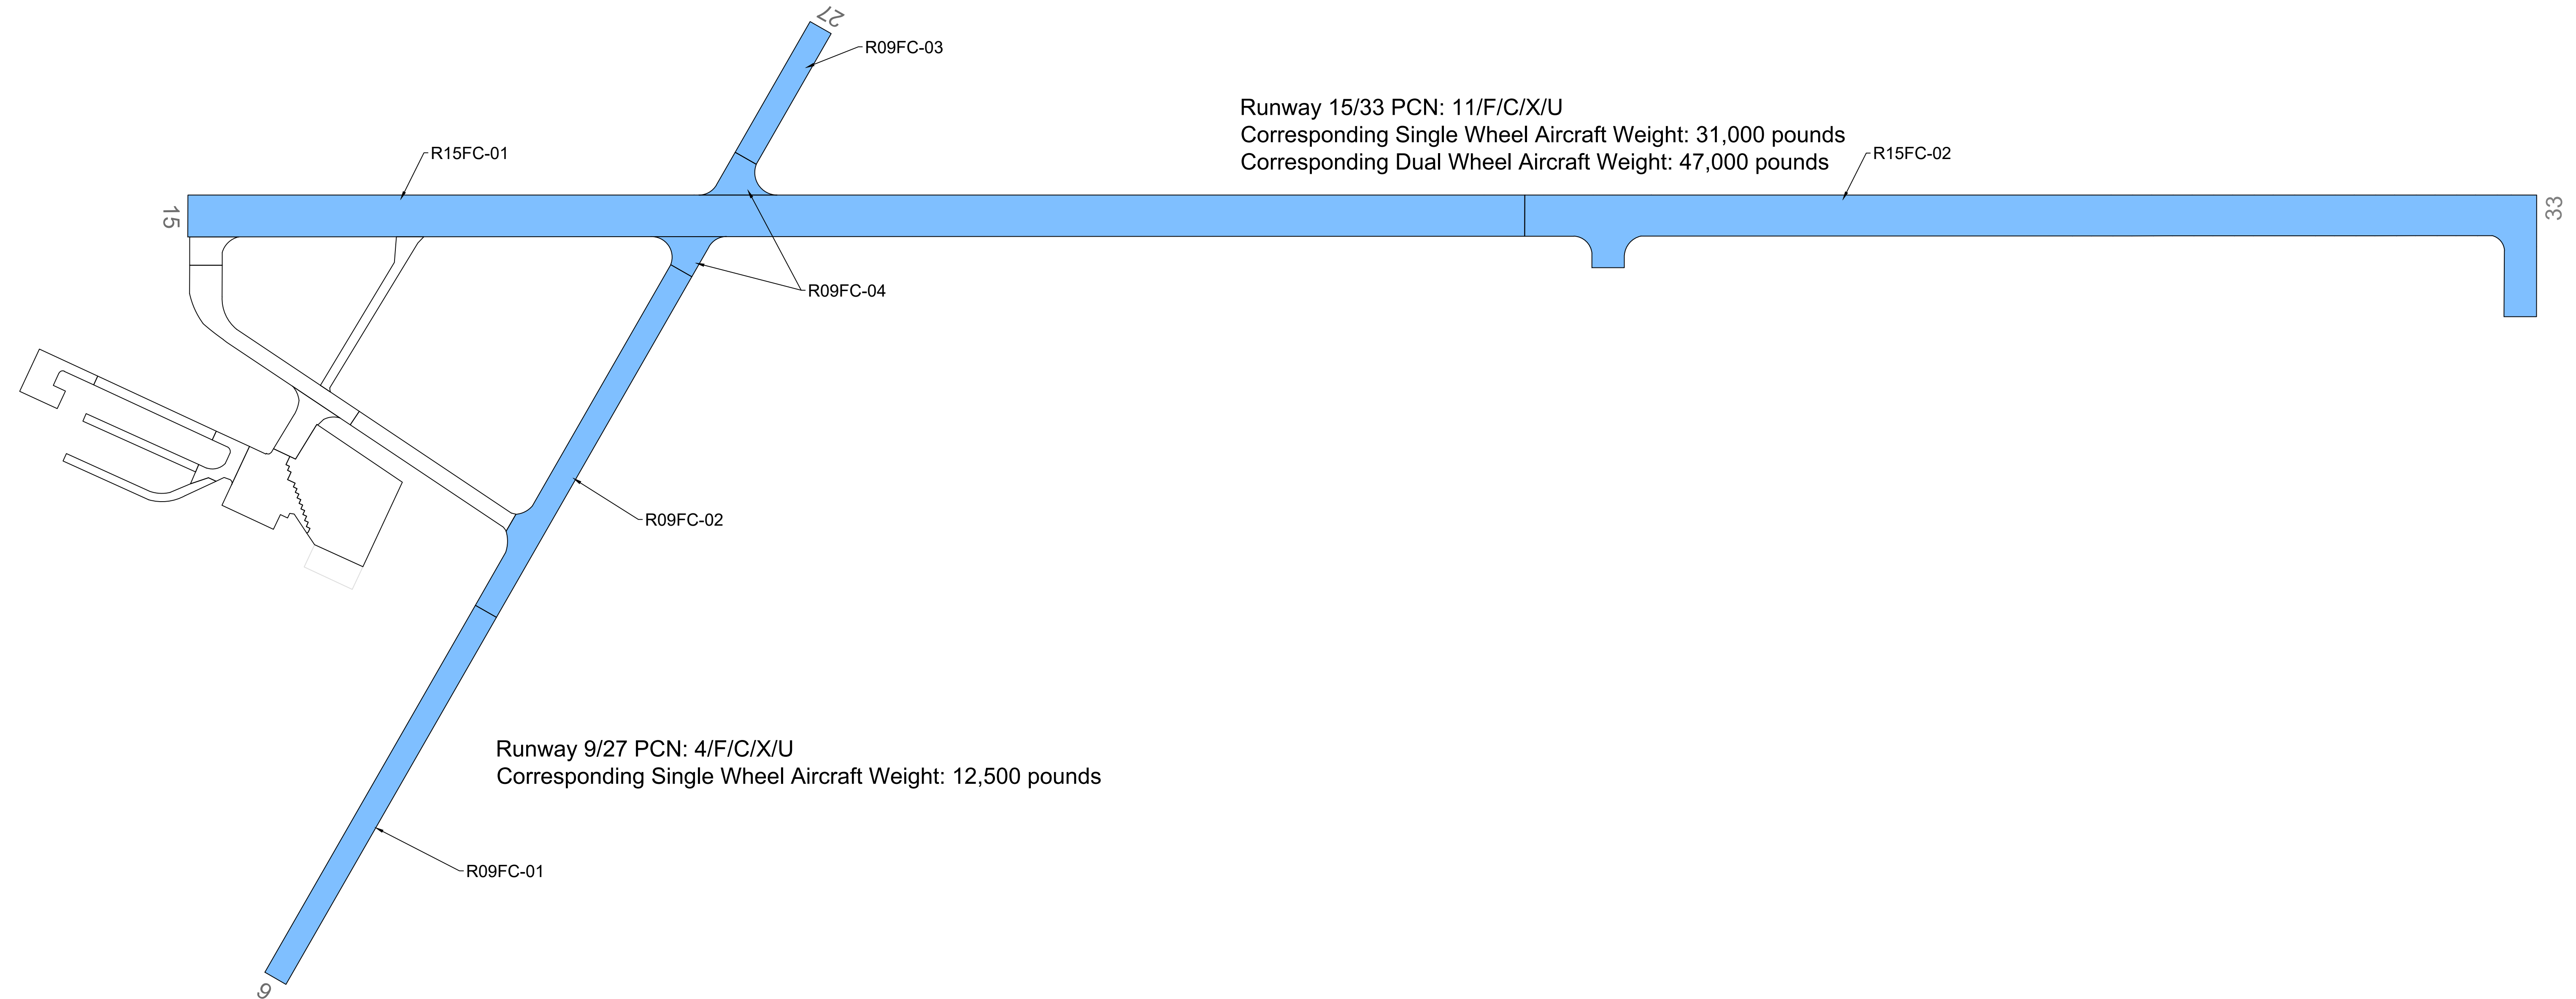 27
R09FC-03
Runway 15/33 PCN: 11/F/C/X/U
Corresponding Single Wheel Aircraft Weight: 31,000 pounds
Corresponding Dual Wheel Aircraft Weight: 47,000 pounds
R15FC-01
R15FC-02
15
33
R09FC-04
R09FC-02
Runway 9/27 PCN: 4/F/C/X/U
Corresponding Single Wheel Aircraft Weight: 12,500 pounds
R09FC-01
9